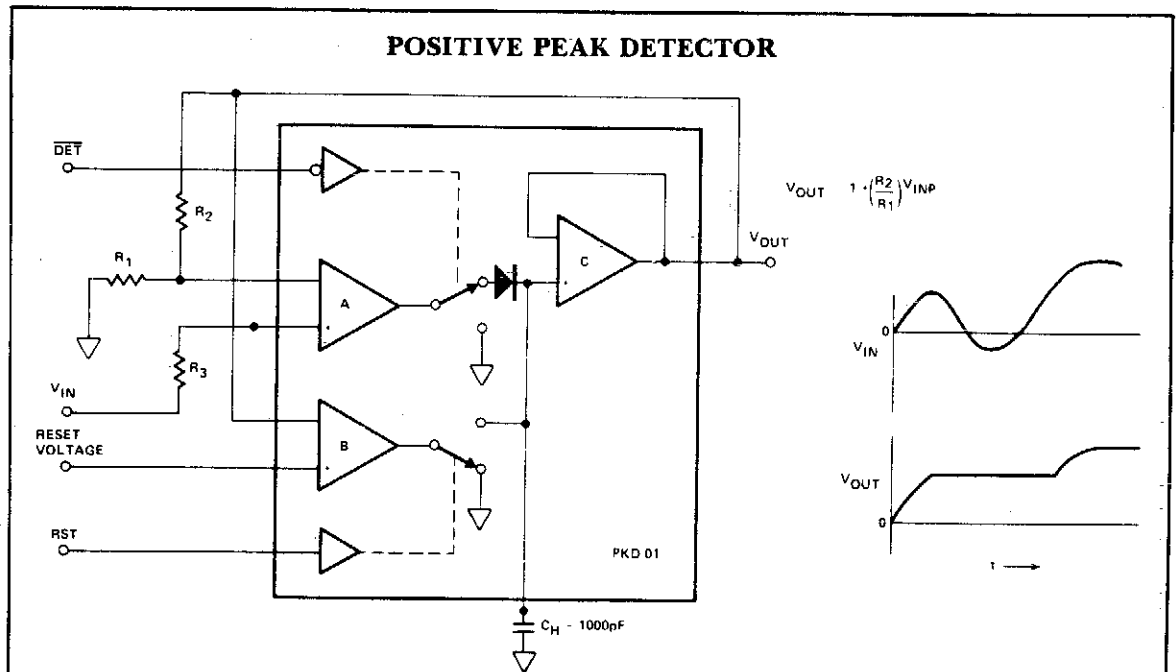 POSITIVE PEAK DETECTOR
DET
R2
R1
A
C
VOUT
VOUT 1 + (R2/R1) VINP
R3
VIN
RESET
VOLTAGE
B
RST
PKD 01
CH - 1000pF
0
VIN
VOUT
0